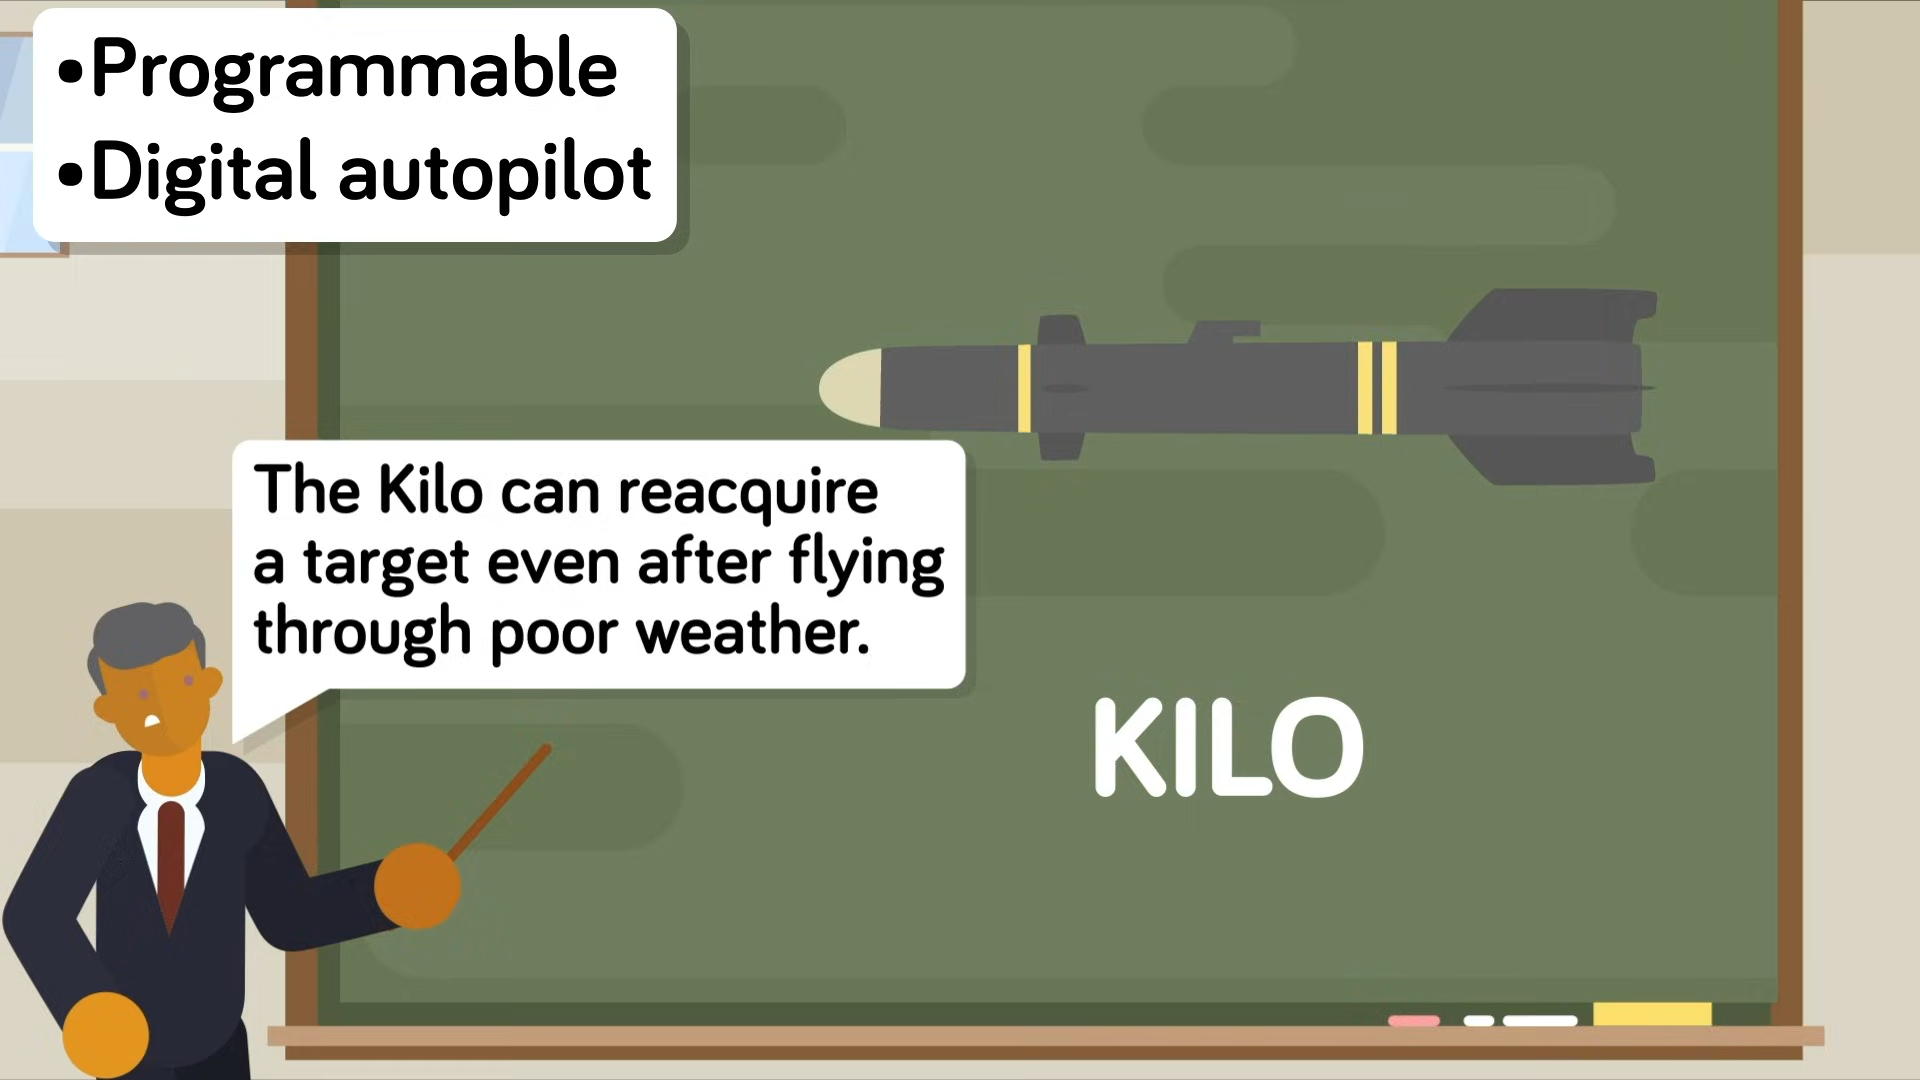 •Programmable
•Digital autopilot
The Kilo can reacquire
a target even after flying
through poor weather.
KILO